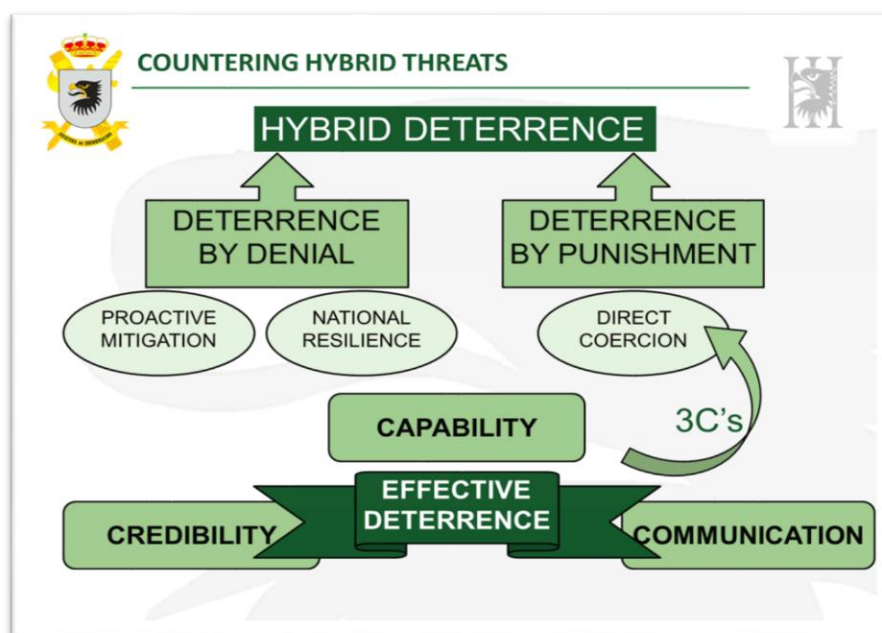 COUNTERING HYBRID THREATS
HYBRID DETERRENCE
DETERRENCE
BY DENIAL
DETERRENCE
BY PUNISHMENT
PROACTIVE
MITIGATION
NATIONAL
RESILIENCE
DIRECT
COERCION
3C's
CAPABILITY
EFFECTIVE
DETERRENCE
CREDIBILITY
COMMUNICATION